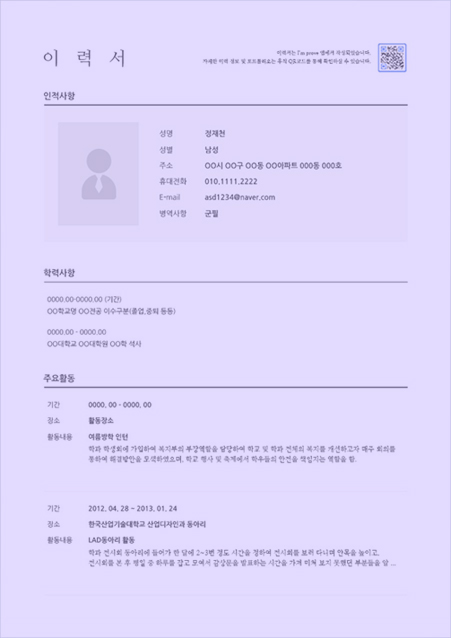 이 력 서
이력서는 I'm prove 앱에서 작성되었습니다.
자세한 이력 정보 및 포트폴리오는 우측 QR코드를 통해 확인하실 수 있습니다.
인적사항
성명 정재현
성별 남성
주소 OO시 OO구 OO동 OO아파트 000동 000호
휴대전화 010.1111.2222
E-mail asd1234@naver.com
병역사항 군필
학력사항
0000.00-0000.00 (기간)
OO학교명 OO전공 이수구분(졸업,중퇴 등등)
0000.00 - 0000.00
OO대학교 OO대학원 OO학 석사
주요활동
기간 0000. 00 - 0000. 00
장소 활동장소
활동내용 여름방학 인턴
학과 학생회에 가입하여 복지부의 부장역할을 담당하여 학교 및 학과 전체의 복지를 개선하고자 매주 회의를
통하여 해결방안을 모색하였으며, 학교 행사 및 축제에서 학우들의 안전을 책임지는 역할을 함.
기간 2012. 04. 28 - 2013. 01. 24
장소 한국산업기술대학교 산업디자인과 동아리
활동내용 LAD동아리 활동
학과 전시회 동아리에 들어가 한 달에 2~3번 정도 시간을 정하여 전시회를 보러 다니며 안목을 높이고,
전시회를 본 후 평일 중 하루를 잡고 모여서 감상문을 발표하는 시간을 가져 미처 보지 못했던 부분들을 알 ...